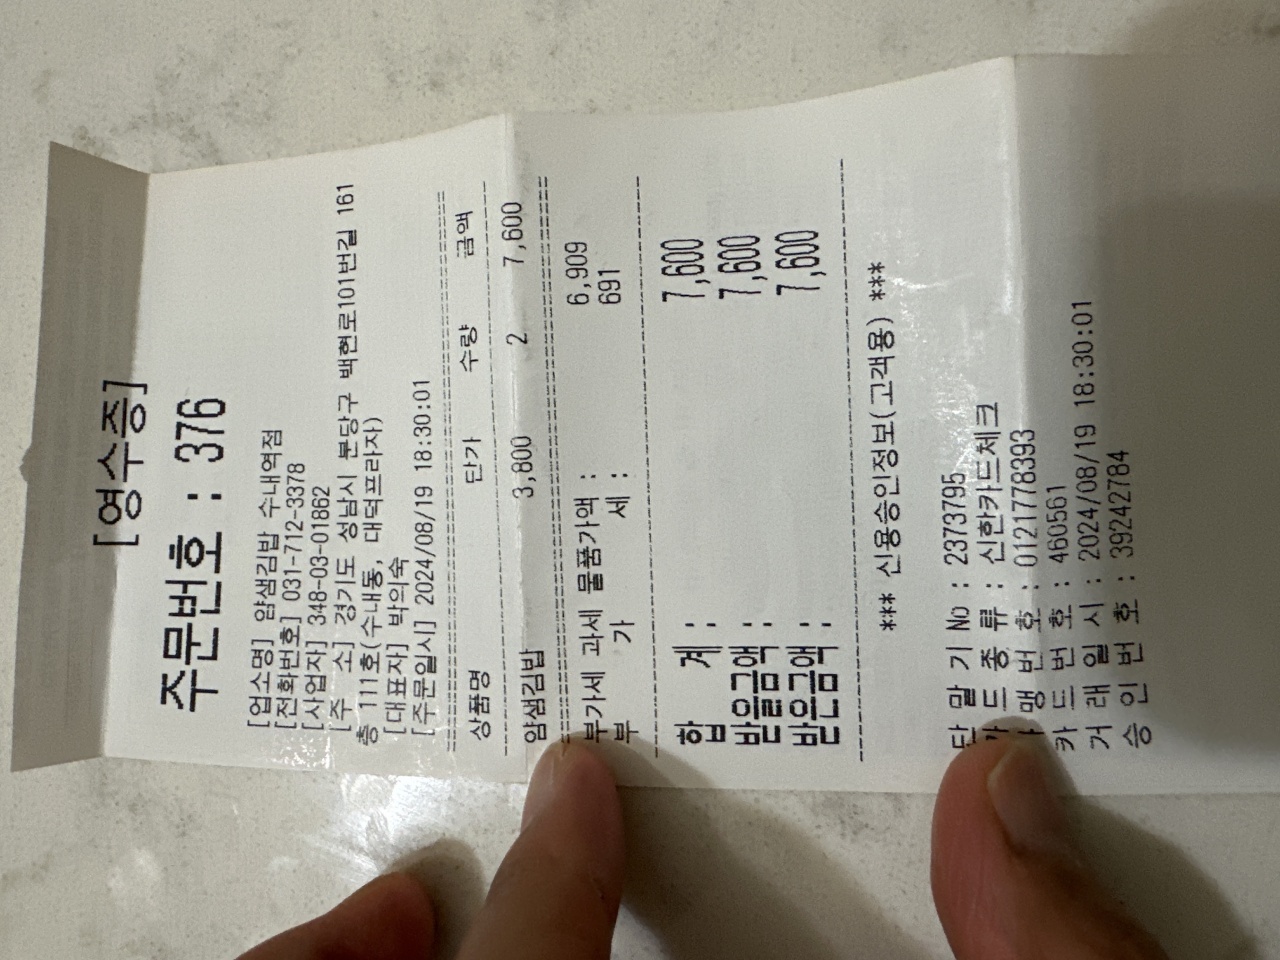 [영수증]
주문번호 : 376
[업소명] 얌샘김밥 수내역점
[전화번호] 031-712-3378
[사업자] 348-03-01862
[주 소] 경기도 성남시 분당구 백현로101번길 161
층 111호(수내동, 대덕프라자)
[대표자] 박의숙
[주문일시] 2024/08/19 18:30:01
상품명 단가 수량 금액
얌샘김밥 3,800 2 7,600
부가세 과세 물품가액 : 6,909
부 가 세 : 691
합 계 : 7,600
받을금액 : 7,600
받은금액 : 7,600
*** 신용승인정보(고객용) ***
단 말 기 No : 2373795
카 드 종 류 : 신한카드체크
맹 번 호 : 01217778393
카 드 번 호 : 460561
거 래 일 시 : 2024/08/19 18:30:01
승 인 번 호 : 39242784